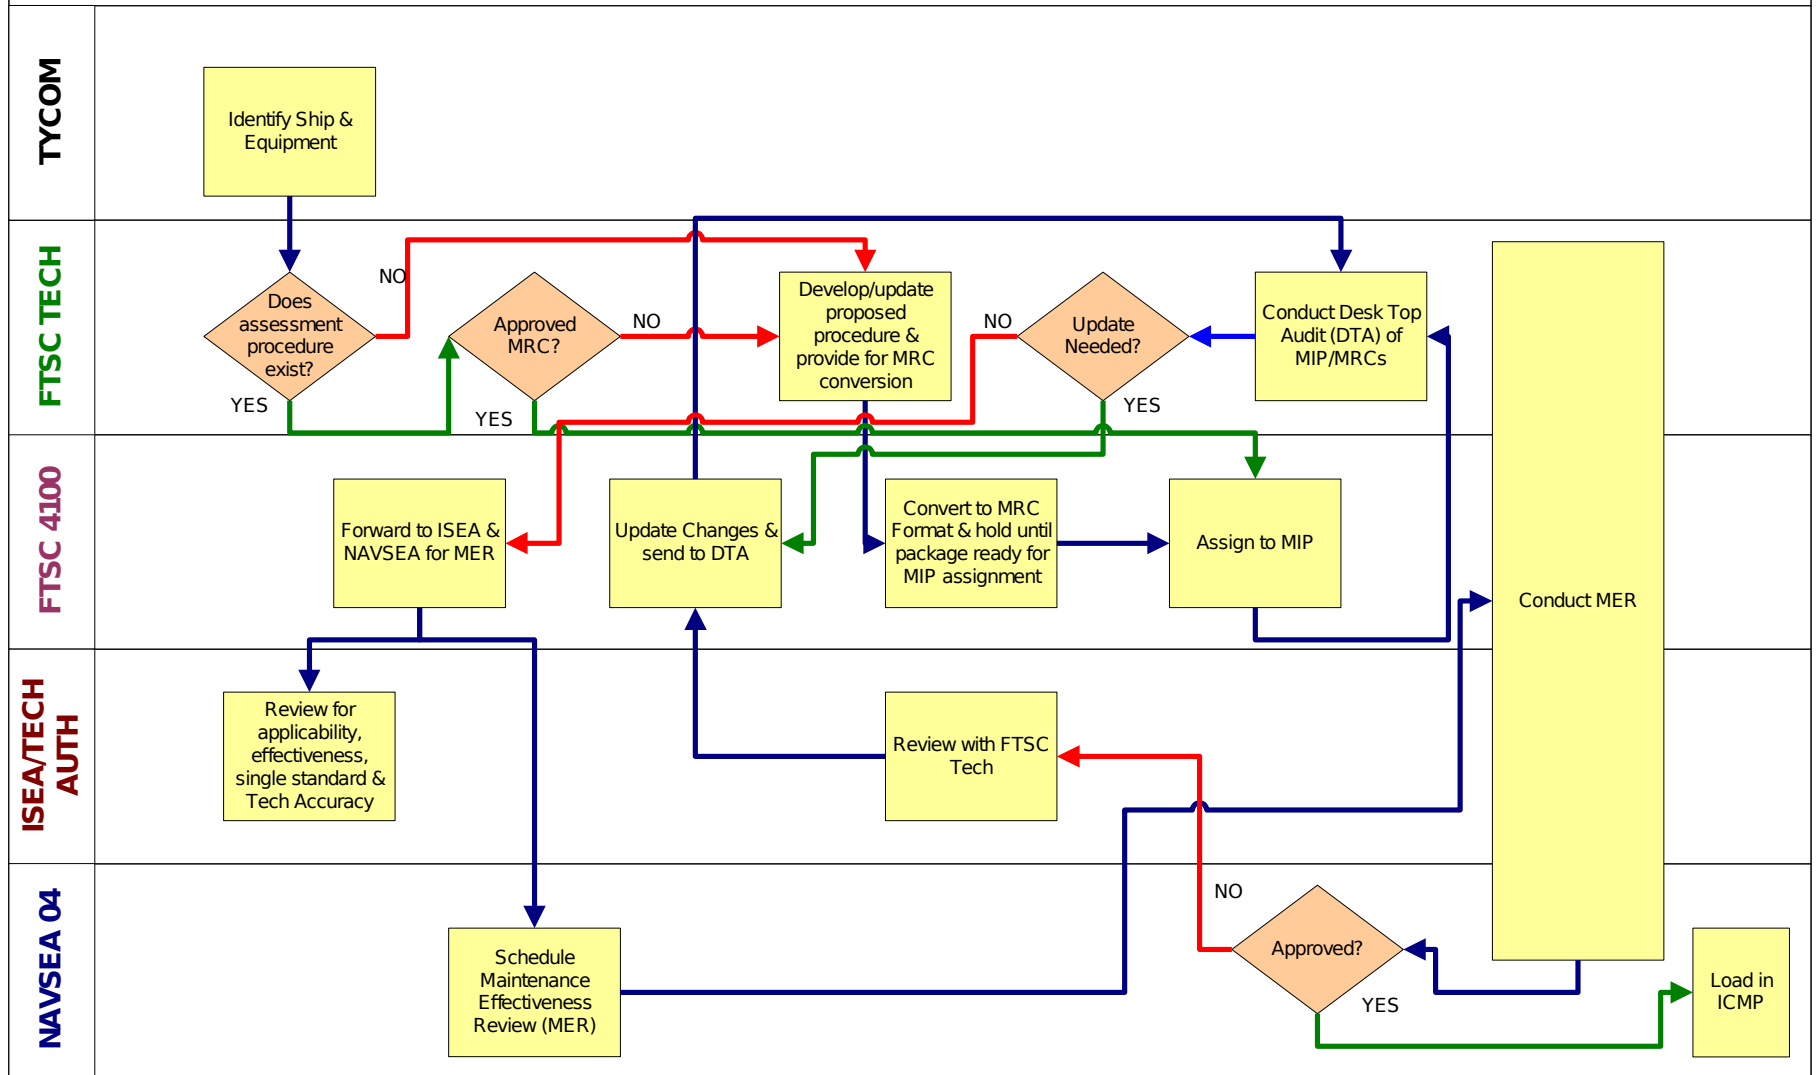 TYCOM
Identify Ship &
Equipment
FTSC TECH
Does
assessment
procedure
exist?
NO
YES
Approved
MRC?
NO
YES
Develop/update
proposed
procedure &
provide for MRC
conversion
NO
Update
Needed?
YES
Conduct Desk Top
Audit (DTA) of
MIP/MRCs
FTSC 4100
Forward to ISEA &
NAVSEA for MER
Update Changes &
send to DTA
Convert to MRC
Format & hold until
package ready for
MIP assignment
Assign to MIP
Conduct MER
ISEA/TECH
AUTH
Review for
applicability,
effectiveness,
single standard &
Tech Accuracy
Review with FTSC
Tech
NAVSEA 04
Schedule
Maintenance
Effectiveness
Review (MER)
NO
Approved?
YES
Load in
ICMP